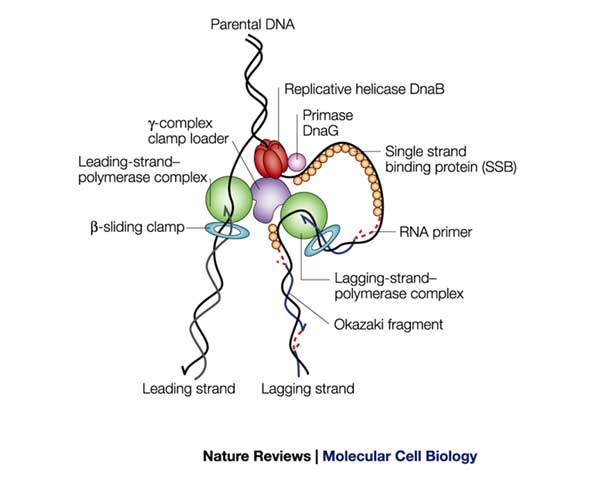 Parental DNA
Replicative helicase DnaB
Primase
DnaG
γ-complex
clamp loader
Single strand
binding protein (SSB)
Leading-strand–
polymerase complex
β-sliding clamp
RNA primer
Lagging-strand–
polymerase complex
Okazaki fragment
Leading strand
Lagging strand
Nature Reviews | Molecular Cell Biology